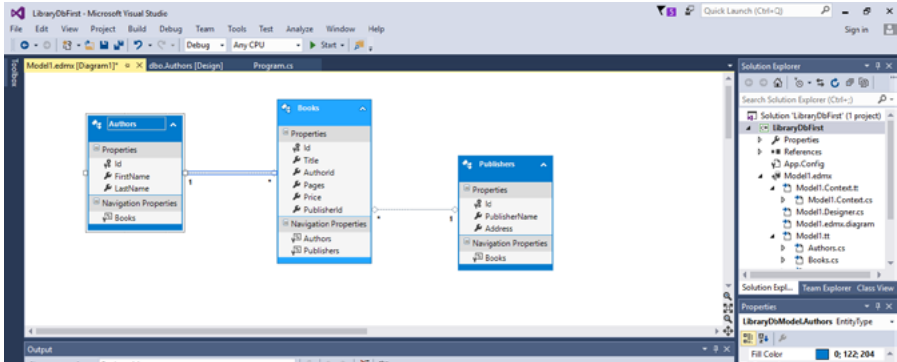 LibraryDbFirst - Microsoft Visual Studio
Quick Launch (Ctrl+Q)
File Edit View Project Build Debug Team Tools Test Analyze Window Help
Sign in
Debug Any CPU Start
Toolbox
Model1.edmx [Diagram1]* dbo.Authors [Design] Program.cs
Authors
Properties
Id
FirstName
LastName
Navigation Properties
Books
1
*
Books
Properties
Id
Title
AuthorId
Pages
Price
PublisherId
Navigation Properties
Authors
Publishers
*
1
Publishers
Properties
Id
PublisherName
Address
Navigation Properties
Books
Solution Explorer
Search Solution Explorer (Ctrl+;)
Solution 'LibraryDbFirst' (1 project)
LibraryDbFirst
Properties
References
App.Config
Model1.edmx
Model1.Context.tt
Model1.Context.cs
Model1.Designer.cs
Model1.edmx.diagram
Model1.tt
Authors.cs
Books.cs
Solution Expl... Team Explorer Class View
Properties
LibraryDbModel.Authors EntityType
Fill Color 0; 122; 204
Output